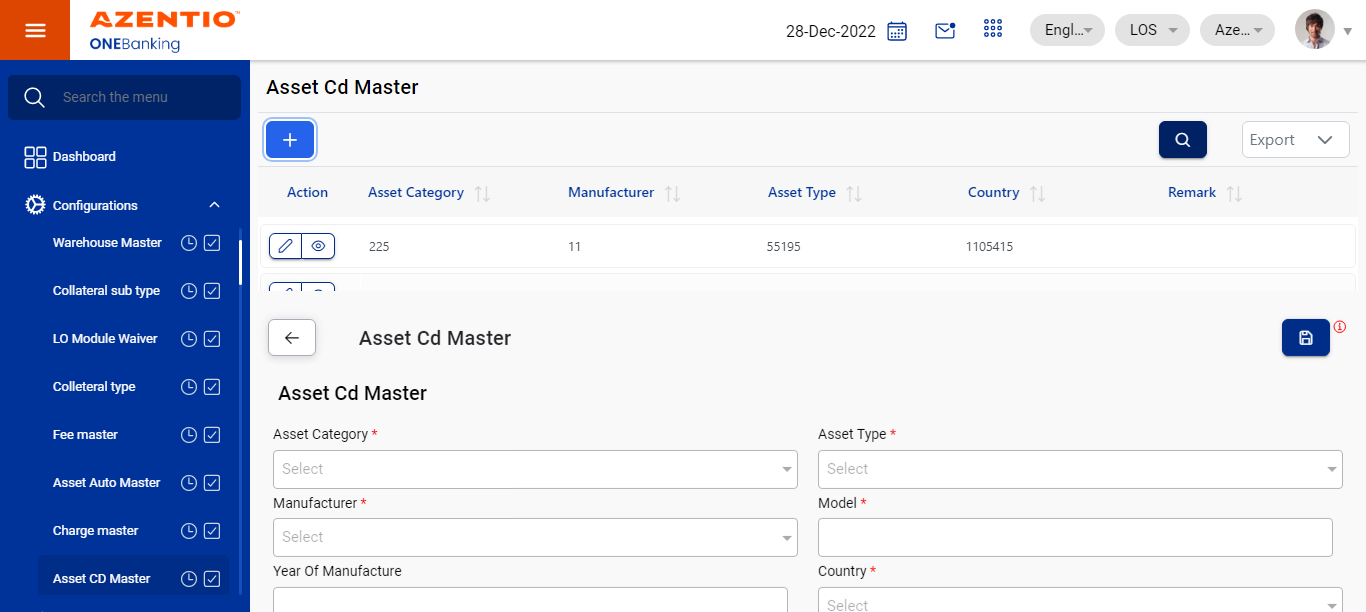 AZENTIO™
ONEBanking
28-Dec-2022
Engl...
LOS
Aze...
Search the menu
Dashboard
Configurations
Warehouse Master
Collateral sub type
LO Module Waiver
Colleteral type
Fee master
Asset Auto Master
Charge master
Asset CD Master
Asset Cd Master
+
Export
Action Asset Category Manufacturer Asset Type Country Remark
225 11 55195 1105415
Asset Cd Master
Asset Cd Master
Asset Category * Asset Type *
Select Select
Manufacturer * Model *
Select
Year Of Manufacture Country *
Select